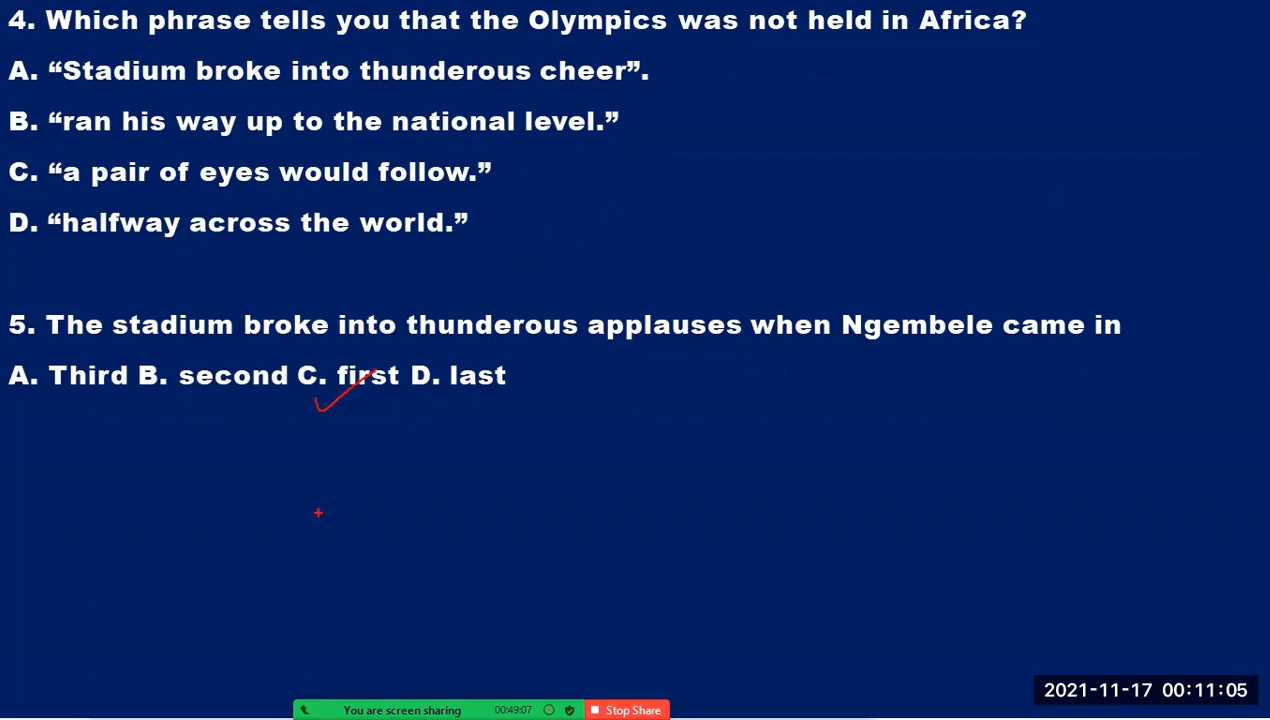 4. Which phrase tells you that the Olympics was not held in Africa?
A. “Stadium broke into thunderous cheer”.
B. “ran his way up to the national level.”
C. “a pair of eyes would follow.”
D. “halfway across the world.”
5. The stadium broke into thunderous applauses when Ngembele came in
A. Third B. second C. first D. last
2021-11-17 00:11:05
You are screen sharing 00:49:07 Stop Share